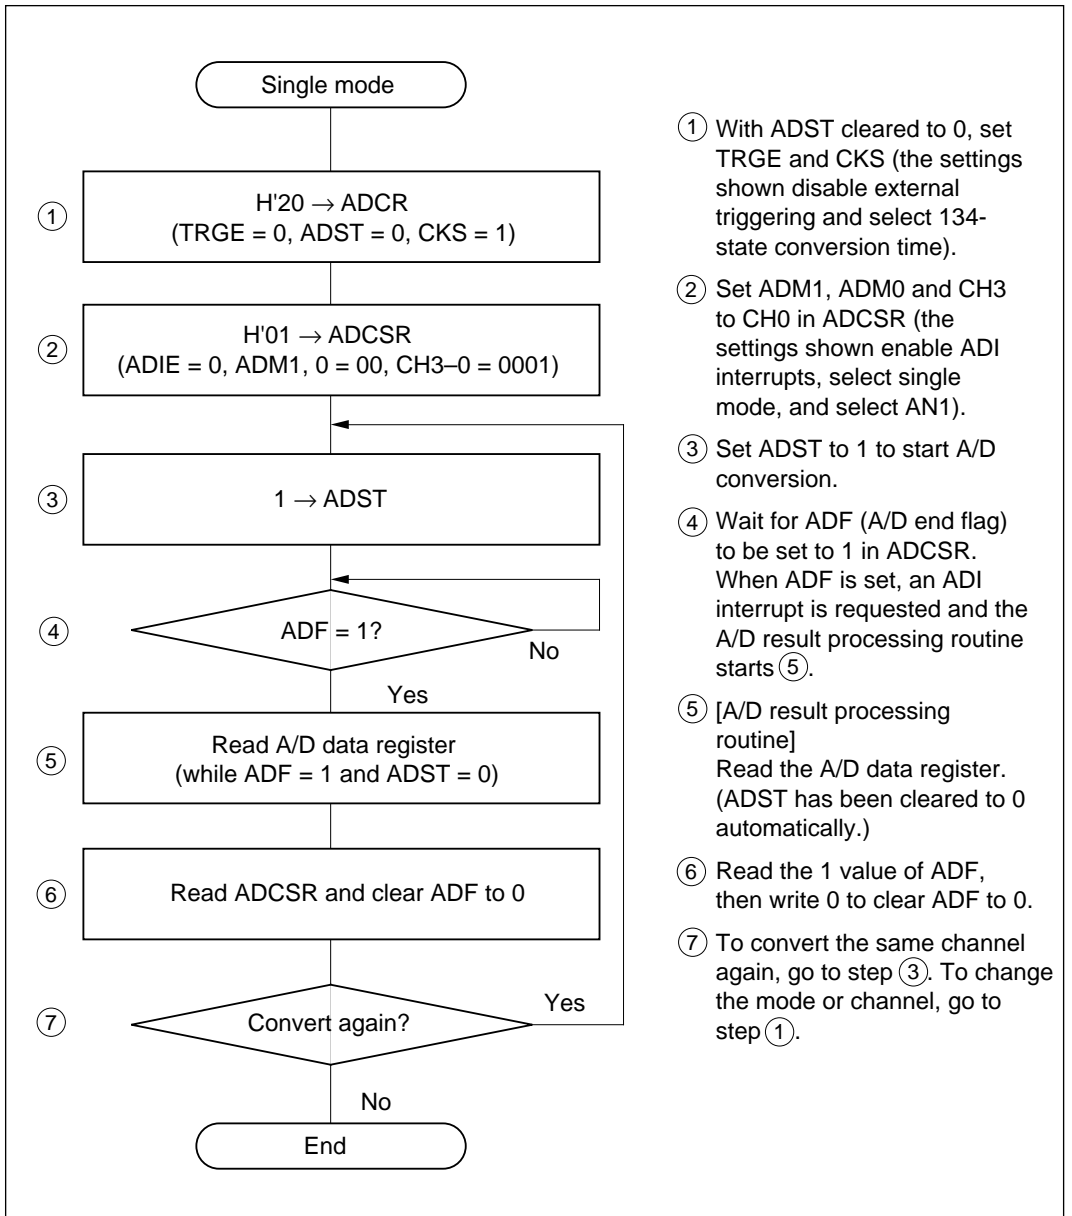 Single mode
①
H'20 → ADCR
(TRGE = 0, ADST = 0, CKS = 1)
②
H'01 → ADCSR
(ADIE = 0, ADM1, 0 = 00, CH3–0 = 0001)
③
1 → ADST
④
ADF = 1?
No
Yes
⑤
Read A/D data register
(while ADF = 1 and ADST = 0)
⑥
Read ADCSR and clear ADF to 0
⑦
Convert again?
Yes
No
End
① With ADST cleared to 0, set
TRGE and CKS (the settings
shown disable external
triggering and select 134-
state conversion time).
② Set ADM1, ADM0 and CH3
to CH0 in ADCSR (the
settings shown enable ADI
interrupts, select single
mode, and select AN1).
③ Set ADST to 1 to start A/D
conversion.
④ Wait for ADF (A/D end flag)
to be set to 1 in ADCSR.
When ADF is set, an ADI
interrupt is requested and the
A/D result processing routine
starts ⑤.
⑤ [A/D result processing
routine]
Read the A/D data register.
(ADST has been cleared to 0
automatically.)
⑥ Read the 1 value of ADF,
then write 0 to clear ADF to 0.
⑦ To convert the same channel
again, go to step ③. To change
the mode or channel, go to
step ①.